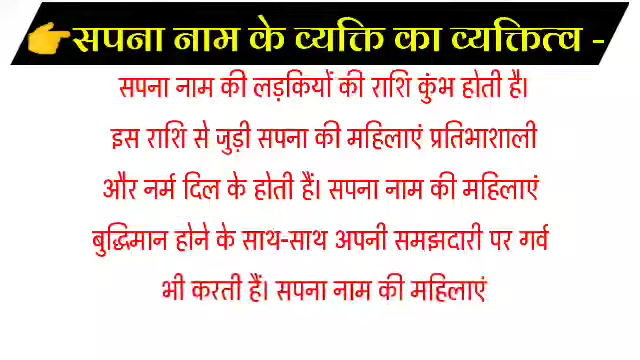 👉सपना नाम के व्यक्ति का व्यक्तित्व -
सपना नाम की लड़कियों की राशि कुंभ होती है।
इस राशि से जुड़ी सपना की महिलाएं प्रतिभाशाली
और नर्म दिल के होती हैं। सपना नाम की महिलाएं
बुद्धिमान होने के साथ-साथ अपनी समझदारी पर गर्व
भी करती हैं। सपना नाम की महिलाएं